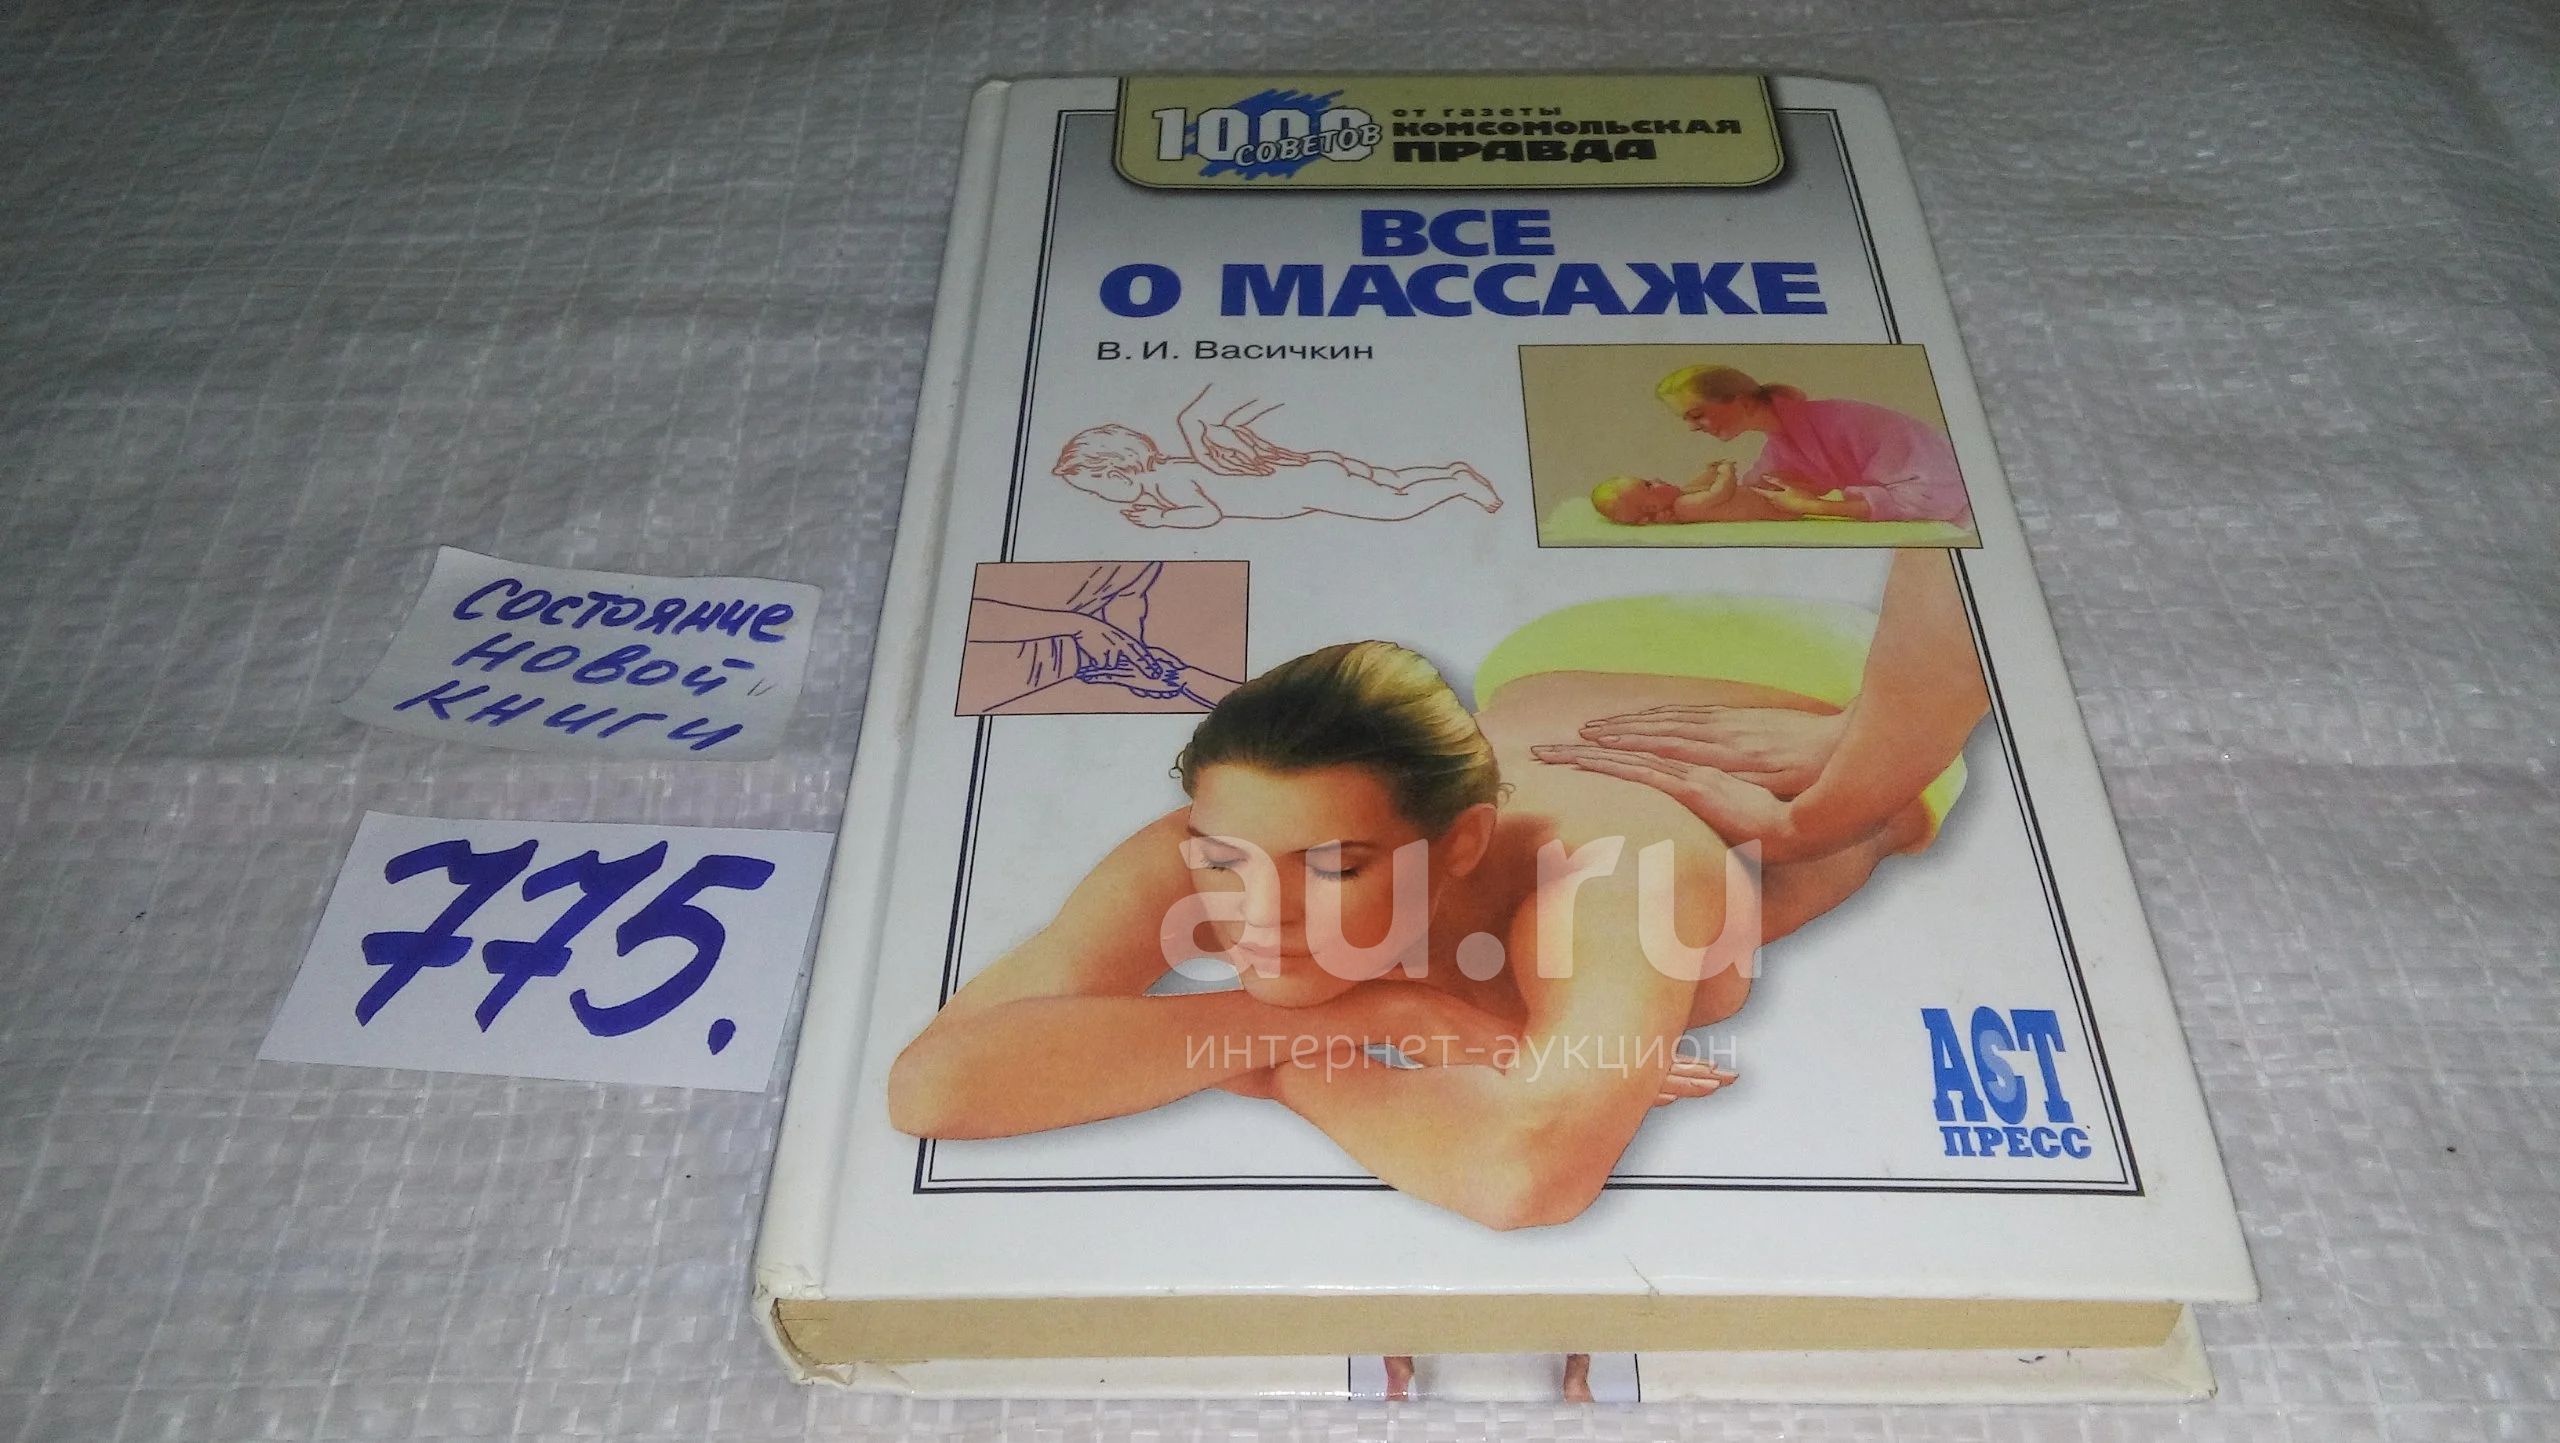 1000
СОВЕТОВ
от газеты
КОМСОМОЛЬСКАЯ
ПРАВДА
ВСЕ
О МАССАЖЕ
В. И. Васичкин
состояние
новой
книги
775.
au.ru
интернет-аукцион
АСТ
ПРЕСС